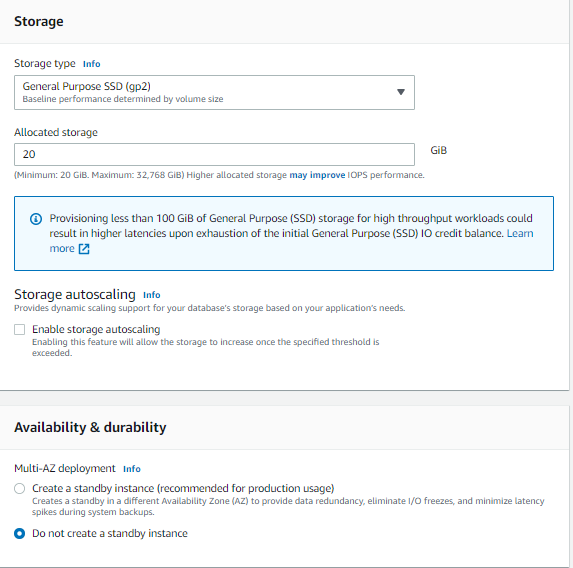 Storage
Storage type Info
General Purpose SSD (gp2)
Baseline performance determined by volume size
Allocated storage
20
GiB
(Minimum: 20 GiB. Maximum: 32,768 GiB) Higher allocated storage may improve IOPS performance.
Provisioning less than 100 GiB of General Purpose (SSD) storage for high throughput workloads could
result in higher latencies upon exhaustion of the initial General Purpose (SSD) IO credit balance. Learn
more
Storage autoscaling Info
Provides dynamic scaling support for your database's storage based on your application's needs.
Enable storage autoscaling
Enabling this feature will allow the storage to increase once the specified threshold is
exceeded.
Availability & durability
Multi-AZ deployment Info
Create a standby instance (recommended for production usage)
Creates a standby in a different Availability Zone (AZ) to provide data redundancy, eliminate I/O freezes, and minimize latency
spikes during system backups.
Do not create a standby instance